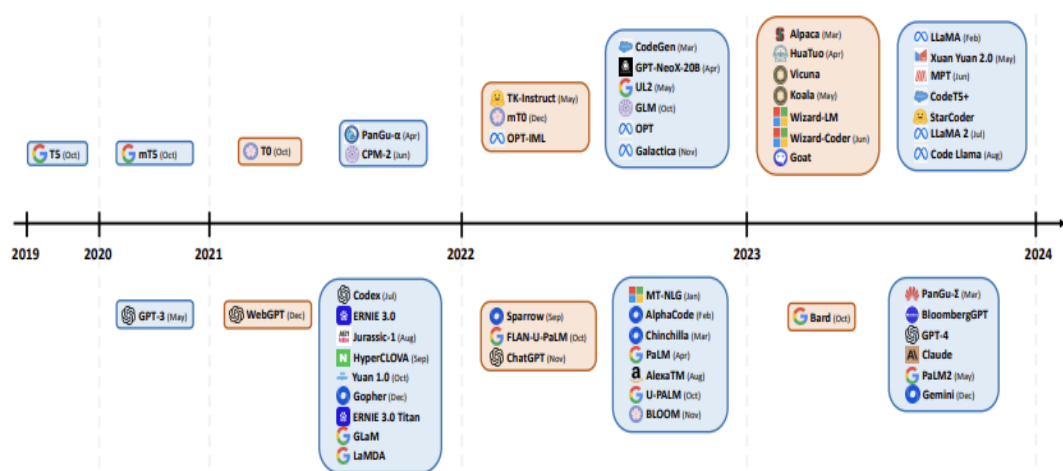 T5 (Oct)
mT5 (Oct)
T0 (Oct)
PanGu-α (Apr)
CPM-2 (Jun)
TK-Instruct (May)
mT0 (Dec)
OPT-IML
CodeGen (Mar)
GPT-NeoX-20B (Apr)
UL2 (May)
GLM (Oct)
OPT
Galactica (Nov)
Alpaca (Mar)
HuaTuo (Apr)
Vicuna
Koala (May)
Wizard-LM
Wizard-Coder (Jun)
Goat
LLaMA (Feb)
Xuan Yuan 2.0 (May)
MPT (Jun)
CodeT5+
StarCoder
LLaMA 2 (Jul)
Code Llama (Aug)
2019 2020 2021 2022 2023 2024
GPT-3 (May)
WebGPT (Dec)
Codex (Jul)
ERNIE 3.0
Jurassic-1 (Aug)
HyperCLOVA (Sep)
Yuan 1.0 (Oct)
Gopher (Dec)
ERNIE 3.0 Titan
GLaM
LaMDA
Sparrow (Sep)
FLAN-U-PaLM (Oct)
ChatGPT (Nov)
MT-NLG (Jan)
AlphaCode (Feb)
Chinchilla (Mar)
PaLM (Apr)
AlexaTM (Aug)
U-PALM (Oct)
BLOOM (Nov)
Bard (Oct)
PanGu-Σ (Mar)
BloombergGPT
GPT-4
Claude
PaLM2 (May)
Gemini (Dec)